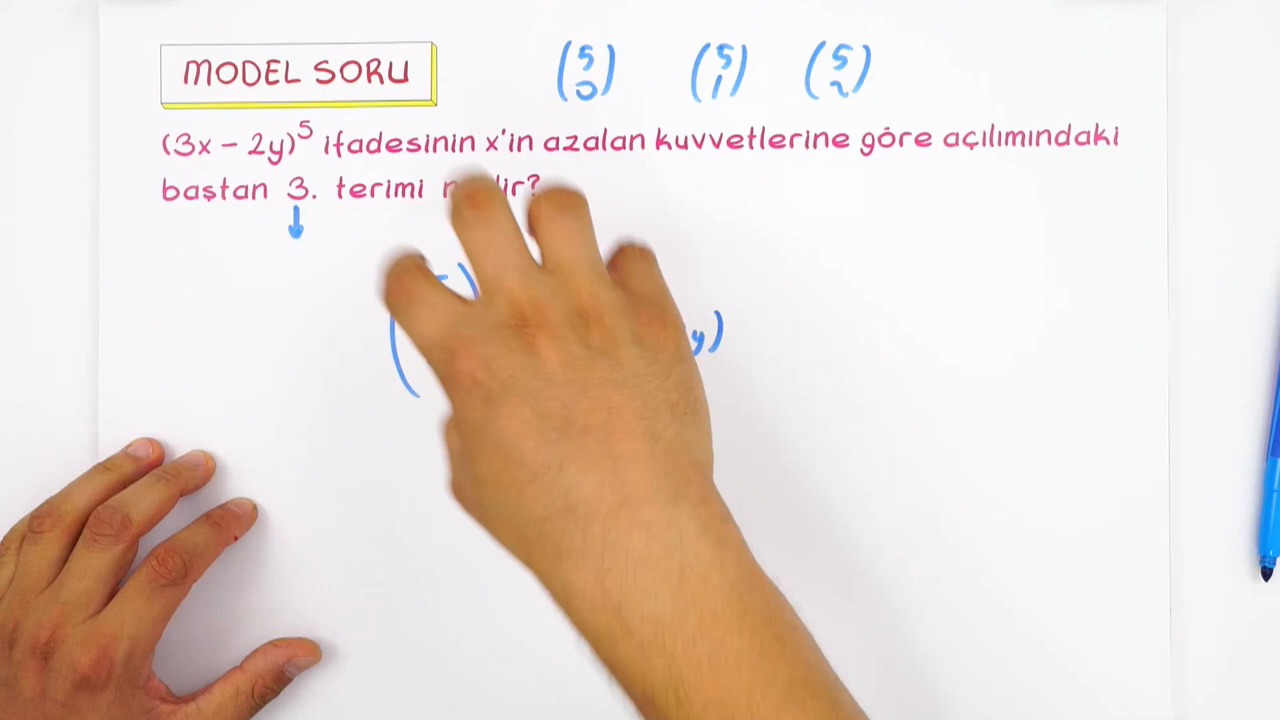 MODEL SORU
(5 0) (5 1) (5 2)
(3x - 2y)⁵ ifadesinin x'in azalan kuvvetlerine göre açılımındaki
baştan 3. terimi
y)